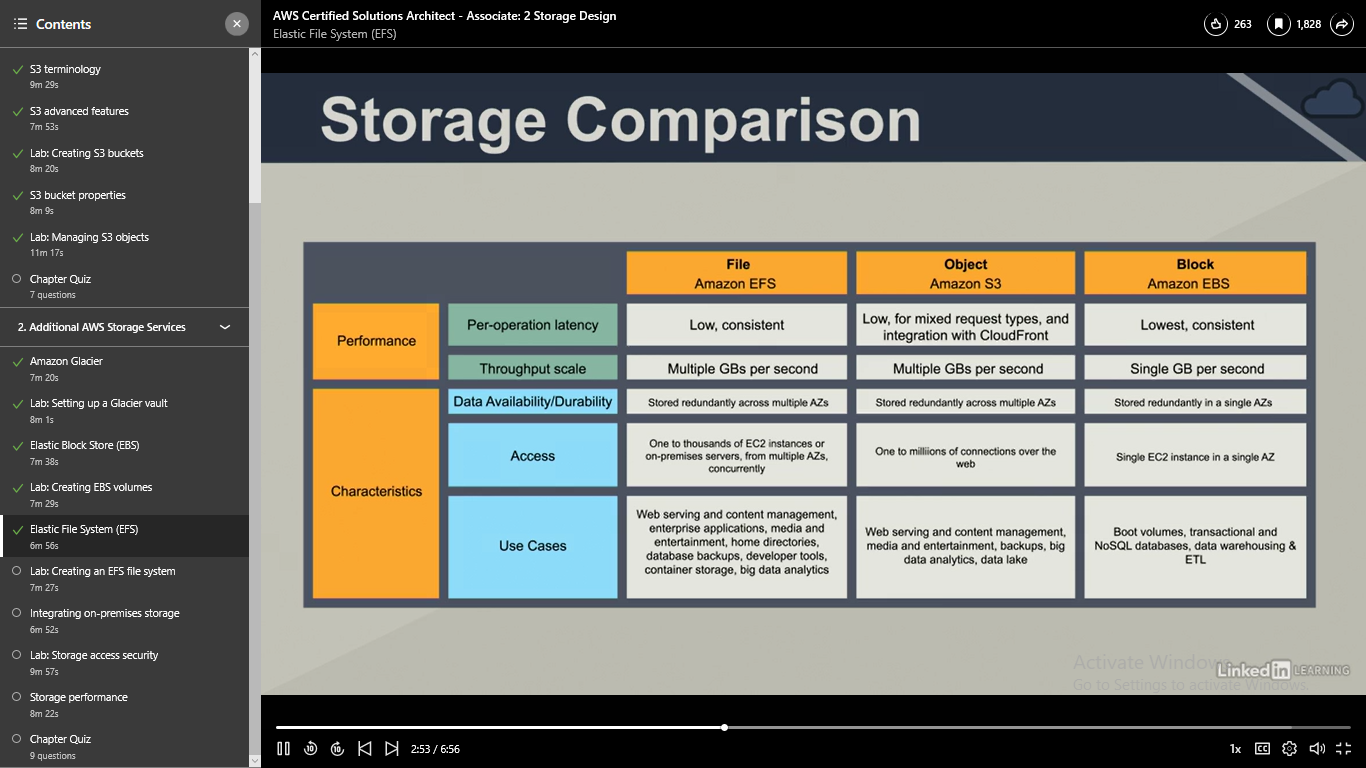 Contents
S3 terminology
9m 29s
S3 advanced features
7m 53s
Lab: Creating S3 buckets
8m 20s
S3 bucket properties
8m 9s
Lab: Managing S3 objects
11m 17s
Chapter Quiz
7 questions
2. Additional AWS Storage Services
Amazon Glacier
7m 20s
Lab: Setting up a Glacier vault
8m 1s
Elastic Block Store (EBS)
7m 38s
Lab: Creating EBS volumes
7m 29s
Elastic File System (EFS)
6m 56s
Lab: Creating an EFS file system
7m 27s
Integrating on-premises storage
6m 52s
Lab: Storage access security
9m 57s
Storage performance
8m 22s
Chapter Quiz
9 questions
AWS Certified Solutions Architect - Associate: 2 Storage Design
Elastic File System (EFS)
263
1,828
Storage Comparison
File
Amazon EFS
Object
Amazon S3
Block
Amazon EBS
Performance
Per-operation latency
Low, consistent
Low, for mixed request types, and
integration with CloudFront
Lowest, consistent
Throughput scale
Multiple GBs per second
Multiple GBs per second
Single GB per second
Characteristics
Data Availability/Durability
Stored redundantly across multiple AZs
Stored redundantly across multiple AZs
Stored redundantly in a single AZs
Access
One to thousands of EC2 instances or
on-premises servers, from multiple AZs,
concurrently
One to milliions of connections over the
web
Single EC2 instance in a single AZ
Use Cases
Web serving and content management,
enterprise applications, media and
entertainment, home directories,
database backups, developer tools,
container storage, big data analytics
Web serving and content management,
media and entertainment, backups, big
data analytics, data lake
Boot volumes, transactional and
NoSQL databases, data warehousing &
ETL
Activate Windows
Go to Settings to activate Windows.
Linked in LEARNING
10
10
2:53 / 6:56
1x
CC